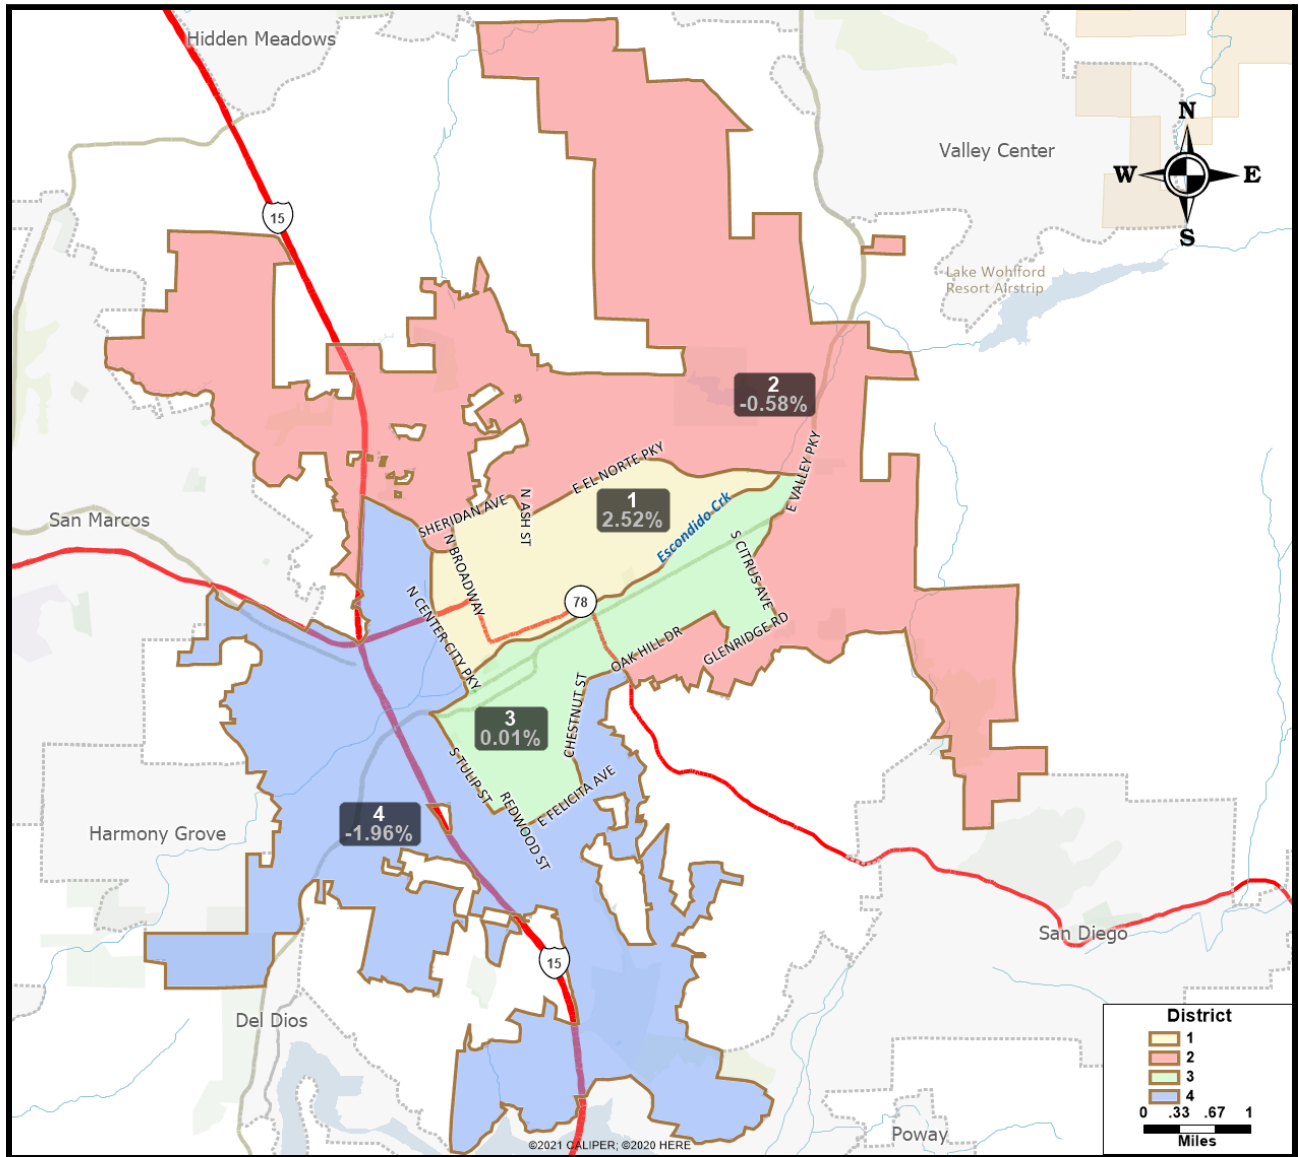 Hidden Meadows
N
Valley Center
W
E
15
S
Lake Wohlford
Resort Airstrip
2
-0.58%
E VALLEY PKY
E EL NORTE PKY
1
2.52%
N ASH ST
SHERIDAN AVE
Escondido Crk
San Marcos
N BROADWAY
S CITRUS AVE
78
N CENTER CITY PKY
GLENRIDGE RD
OAK HILL DR
CHESTNUT ST
3
0.01%
S TULIP ST
E FELICITA AVE
REDWOOD ST
4
-1.96%
Harmony Grove
San Diego
15
Del Dios
District
1
2
3
4
0 .33 .67 1
Miles
Poway
©2021 CALIPER; ©2020 HERE